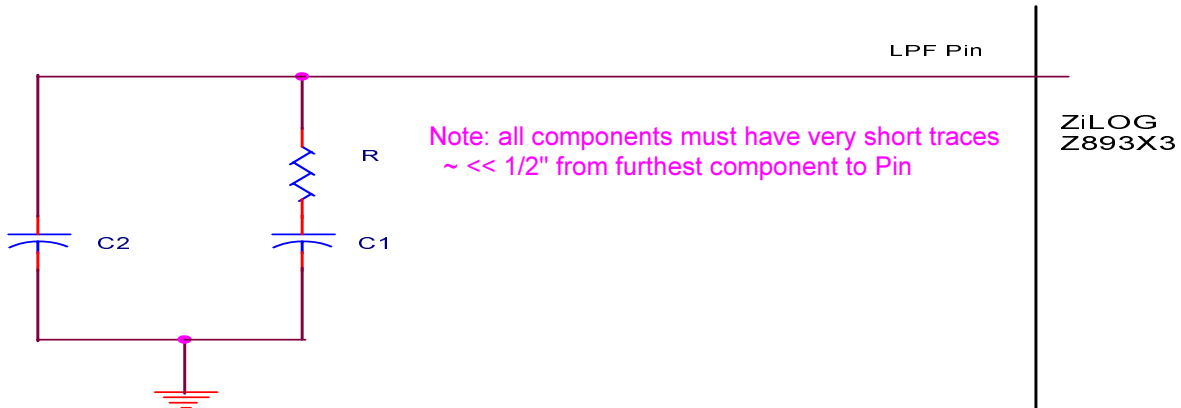 LPF Pin
ZiLOG
Z893X3
Note: all components must have very short traces
~ << 1/2" from furthest component to Pin
R
C2
C1